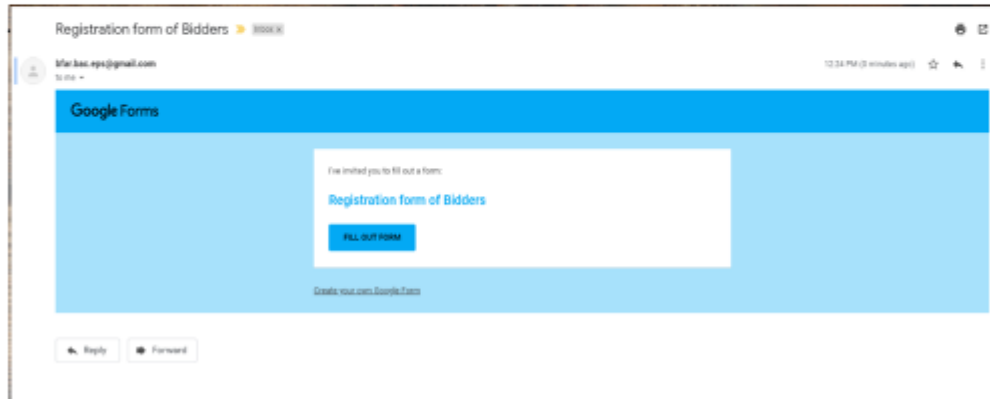 Registration form of Bidders
Inbox x
bfar.bac.eps@gmail.com
12:24 PM (0 minutes ago)
to me
Google Forms
I've invited you to fill out a form:
Registration form of Bidders
FILL OUT FORM
Create your own Google Form
Reply
Forward